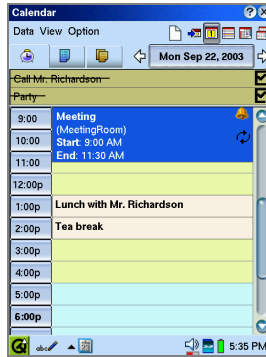 Calendar
Data View Option
Mon Sep 22, 2003
Call Mr. Richardson
Party
9:00
Meeting
(MeetingRoom)
10:00
Start: 9:00 AM
End: 11:30 AM
11:00
12:00p
1:00p Lunch with Mr. Richardson
2:00p Tea break
3:00p
4:00p
5:00p
6:00p
abc
5:35 PM